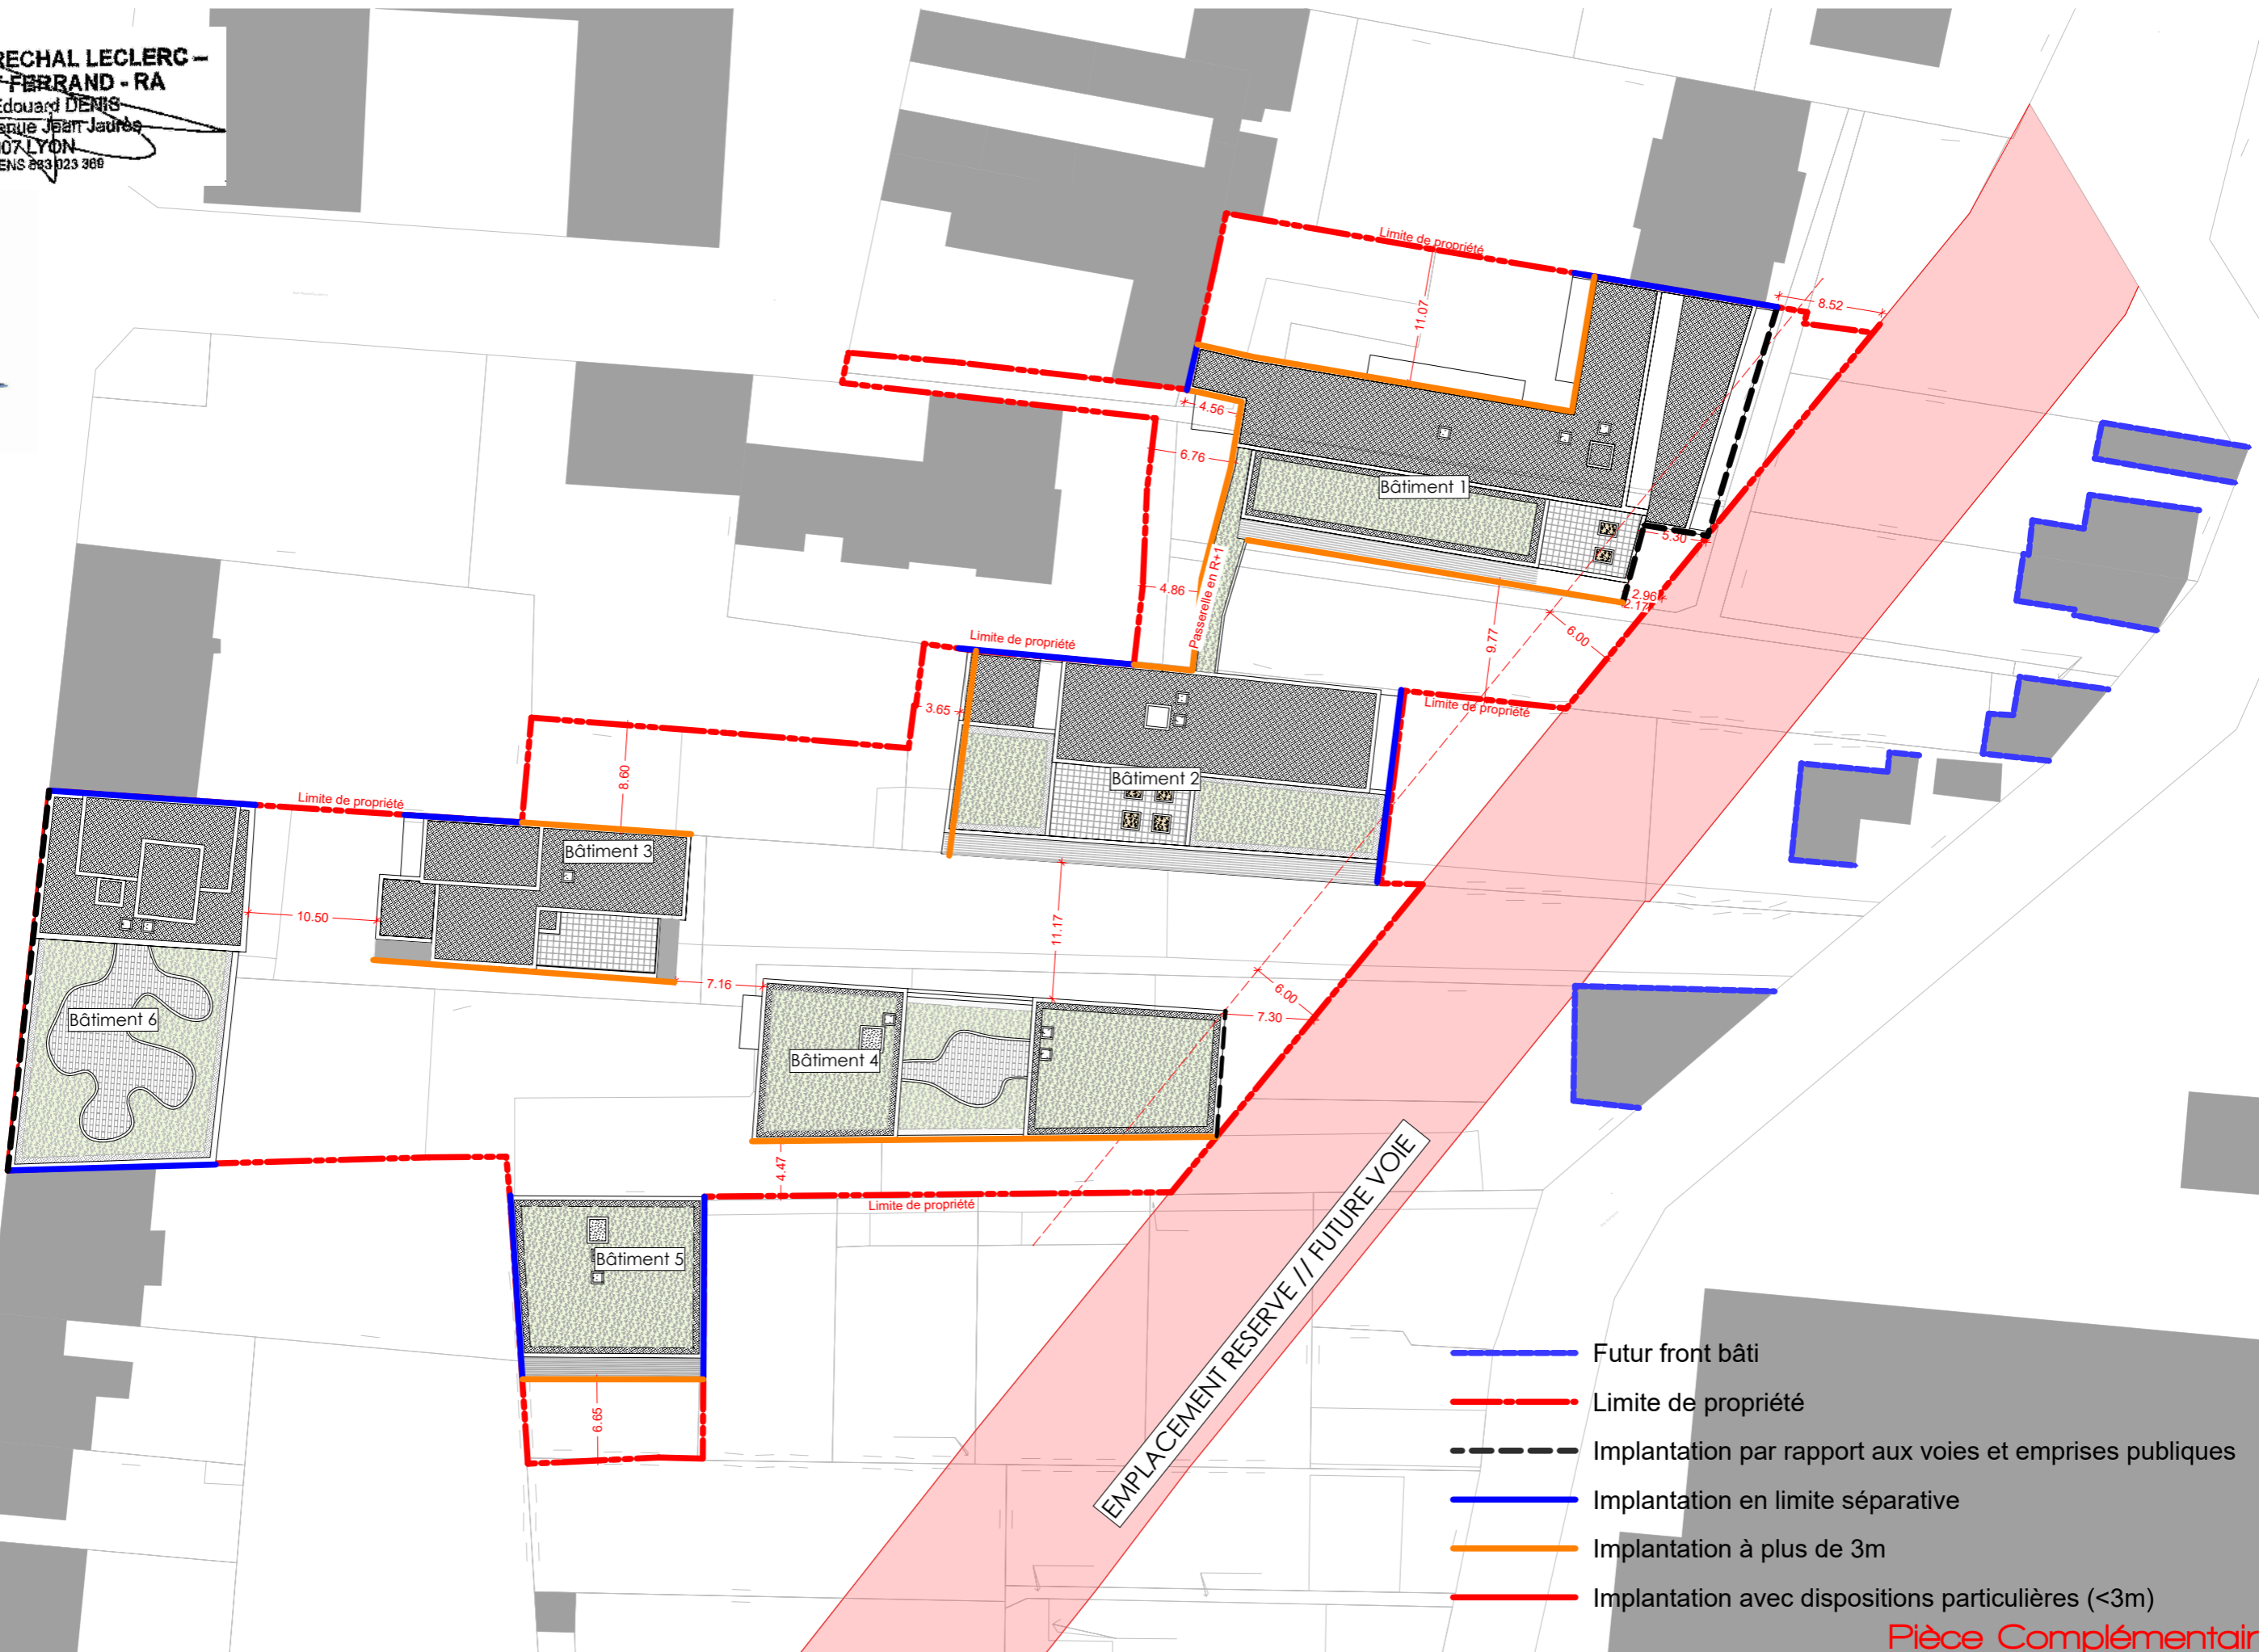 RECHAL LECLERC –
FERRAND - RA
Edouard DENIS
enue Jean Jaurès
07 LYON
Limite de propriété
8.52
11.07
4.56
6.76
Bâtiment 1
5.30
Passerelle en R+1
4.86
2.96
2.17
6.00
9.77
Limite de propriété
3.65
Limite de propriété
8.60
Bâtiment 2
Limite de propriété
Bâtiment 3
10.50
11.17
7.16
6.00
7.30
Bâtiment 6
Bâtiment 4
4.47
Limite de propriété
Bâtiment 5
6.65
EMPLACEMENT RESERVE // FUTURE VOIE
Futur front bâti
Limite de propriété
Implantation par rapport aux voies et emprises publiques
Implantation en limite séparative
Implantation à plus de 3m
Implantation avec dispositions particulières (<3m)
Pièce Complémentair